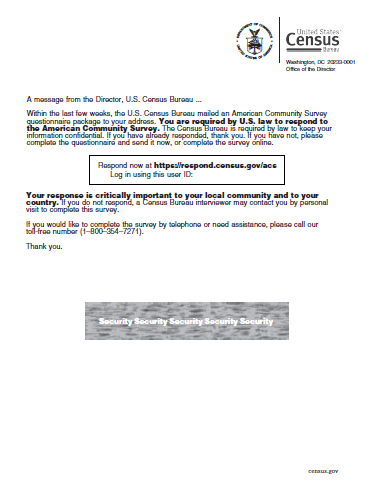 United States®
Census
Bureau
Washington, DC 20233-0001
Office of the Director
A message from the Director, U.S. Census Bureau ...
Within the last few weeks, the U.S. Census Bureau mailed an American Community Survey
questionnaire package to your address. You are required by U.S. law to respond to
the American Community Survey. The Census Bureau is required by law to keep your
information confidential. If you have already responded, thank you. If you have not, please
complete the questionnaire and send it now, or complete the survey online.
Respond now at https://respond.census.gov/acs
Log in using this user ID:
Your response is critically important to your local community and to your
country. If you do not respond, a Census Bureau interviewer may contact you by personal
visit to complete this survey.
If you would like to complete the survey by telephone or need assistance, please call our
toll-free number (1–800–354–7271).
Thank you.
Security Security Security Security Security
census.gov